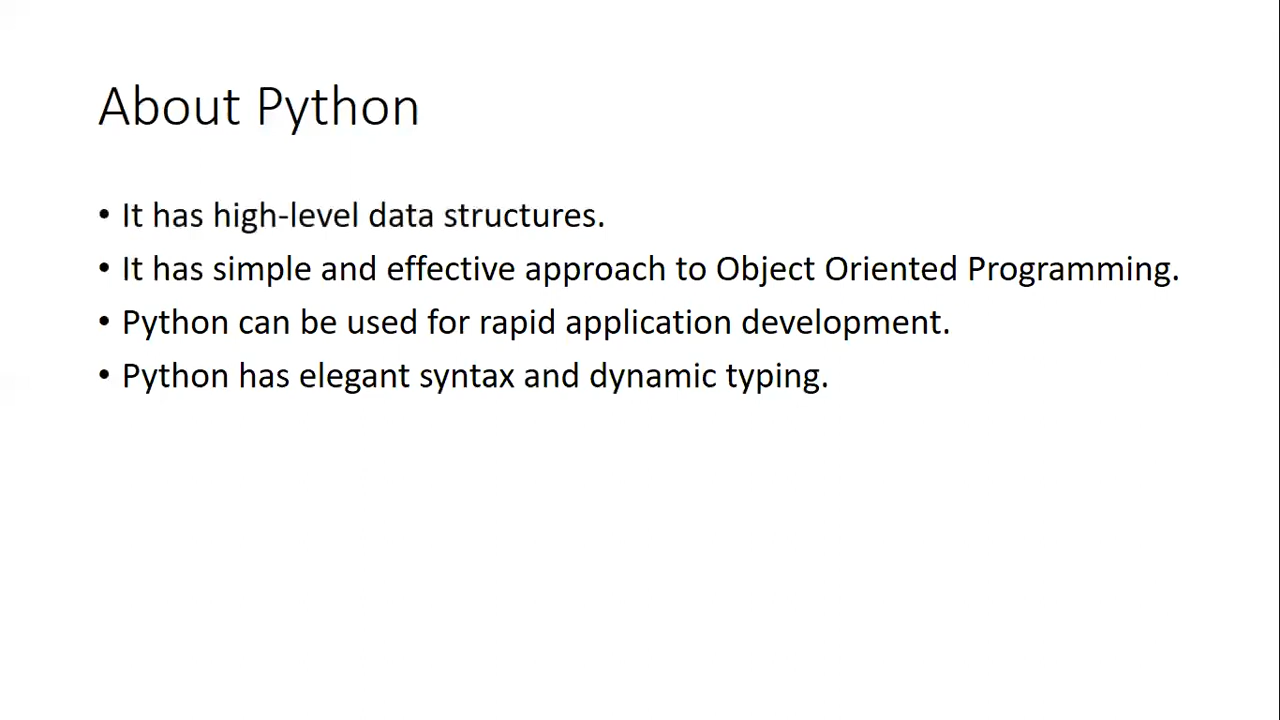 About Python
• It has high-level data structures.
• It has simple and effective approach to Object Oriented Programming.
• Python can be used for rapid application development.
• Python has elegant syntax and dynamic typing.